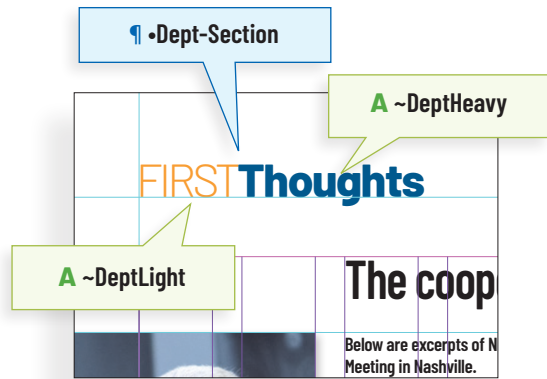 ¶ •Dept-Section
A ~DeptHeavy
FIRSTThoughts
A ~DeptLight
The coop
Below are excerpts of N
Meeting in Nashville.